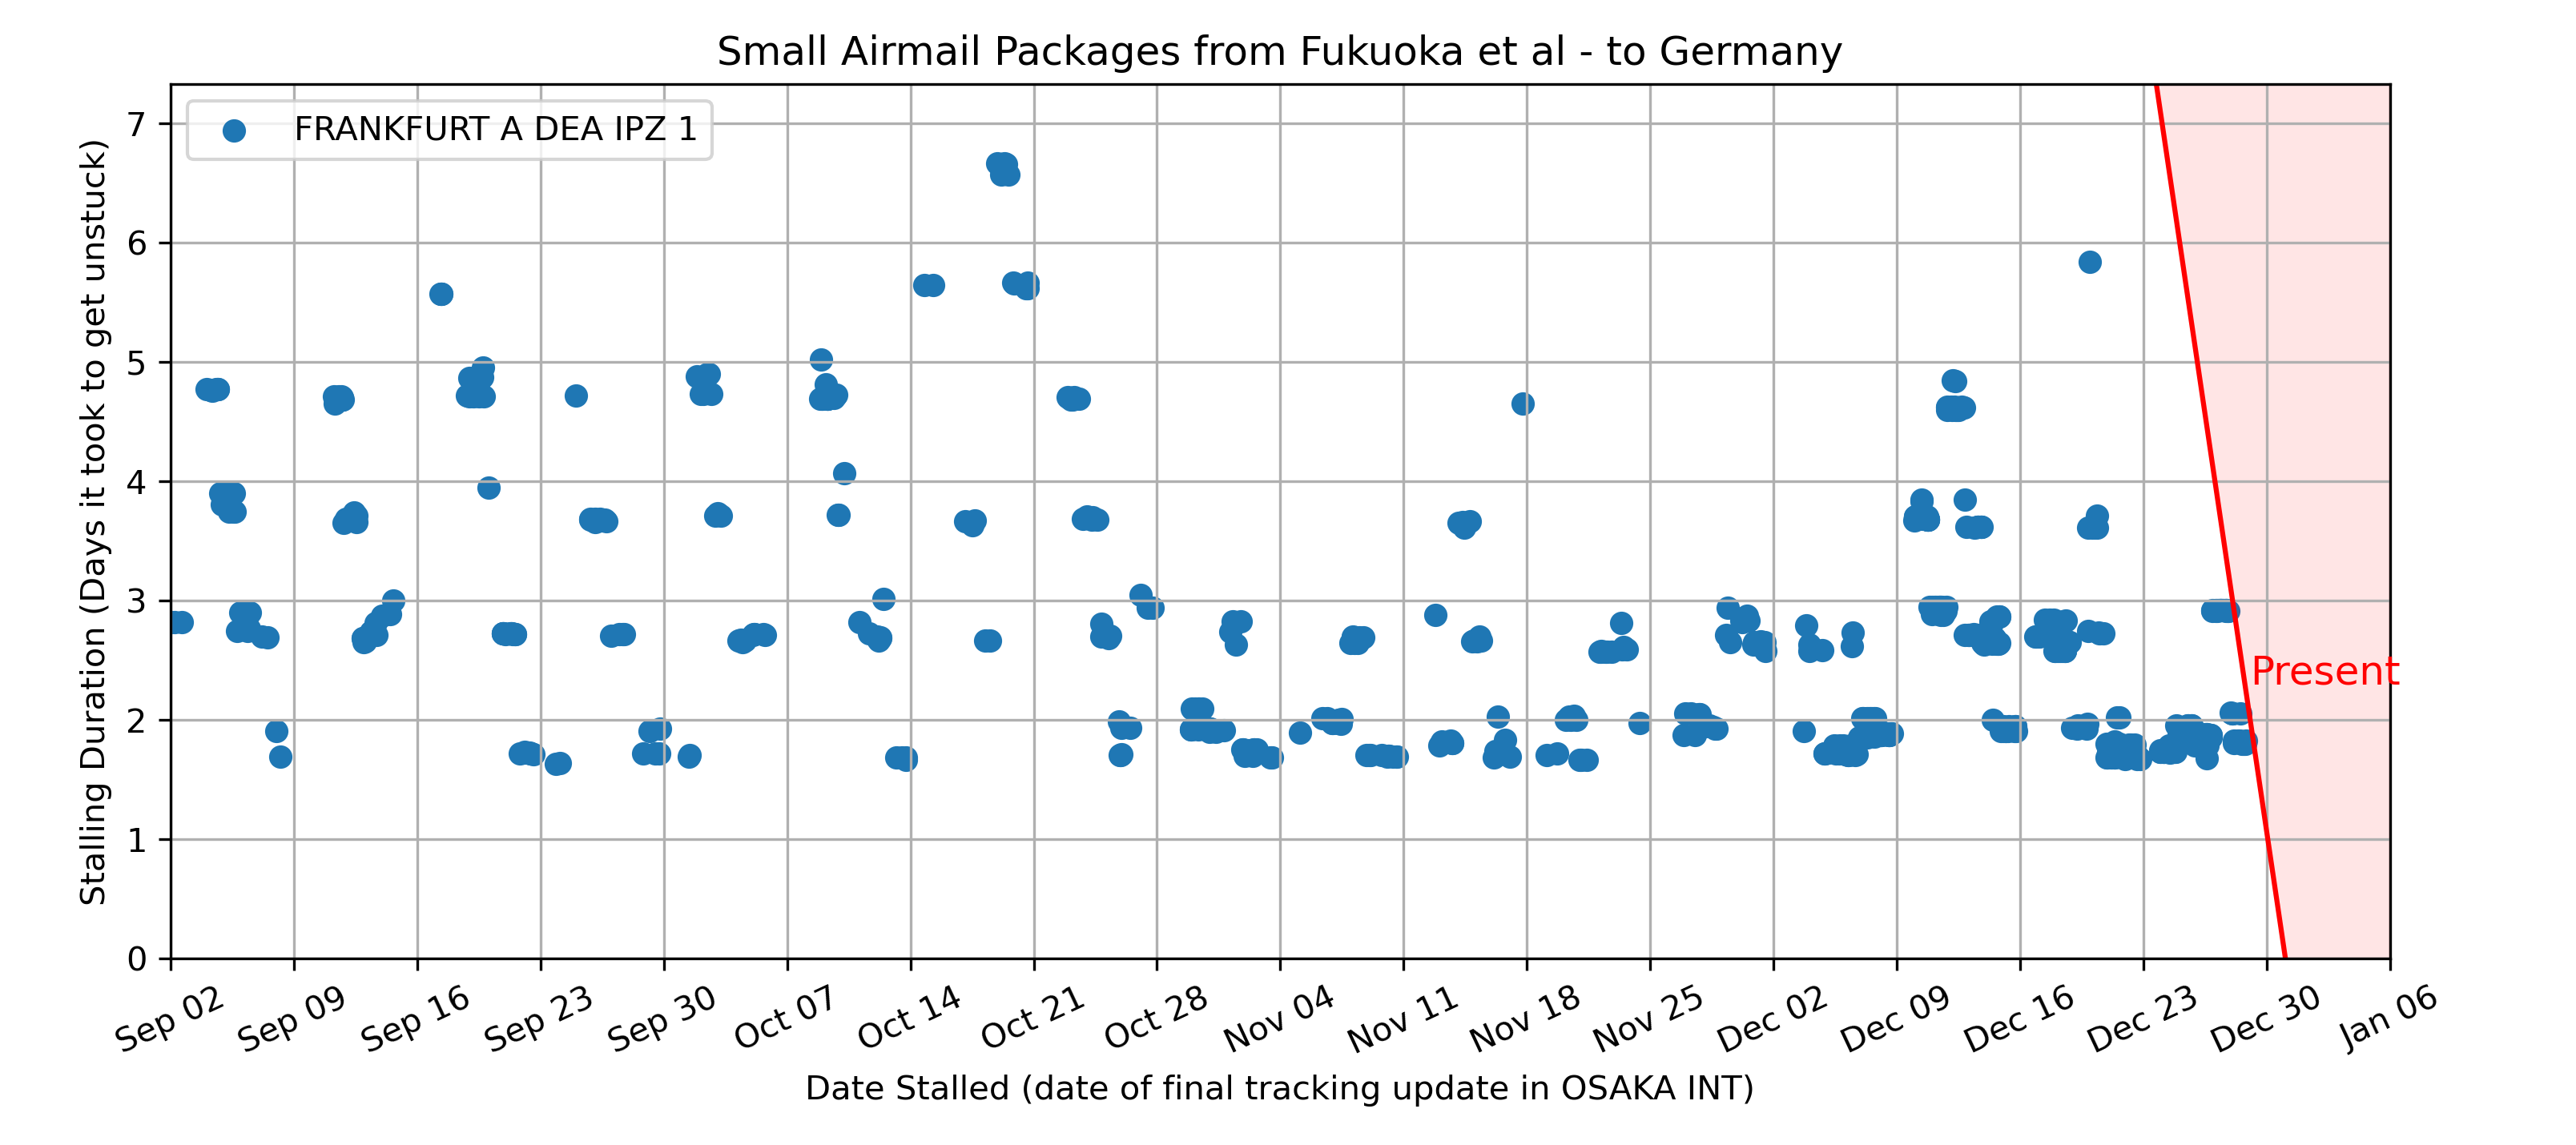 Small Airmail Packages from Fukuoka et al - to Germany
FRANKFURT A DEA IPZ 1
Stalling Duration (Days it took to get unstuck)
7
6
5
4
3
2
1
0
Present
Sep 02 Sep 09 Sep 16 Sep 23 Sep 30 Oct 07 Oct 14 Oct 21 Oct 28 Nov 04 Nov 11 Nov 18 Nov 25 Dec 02 Dec 09 Dec 16 Dec 23 Dec 30 Jan 06
Date Stalled (date of final tracking update in OSAKA INT)